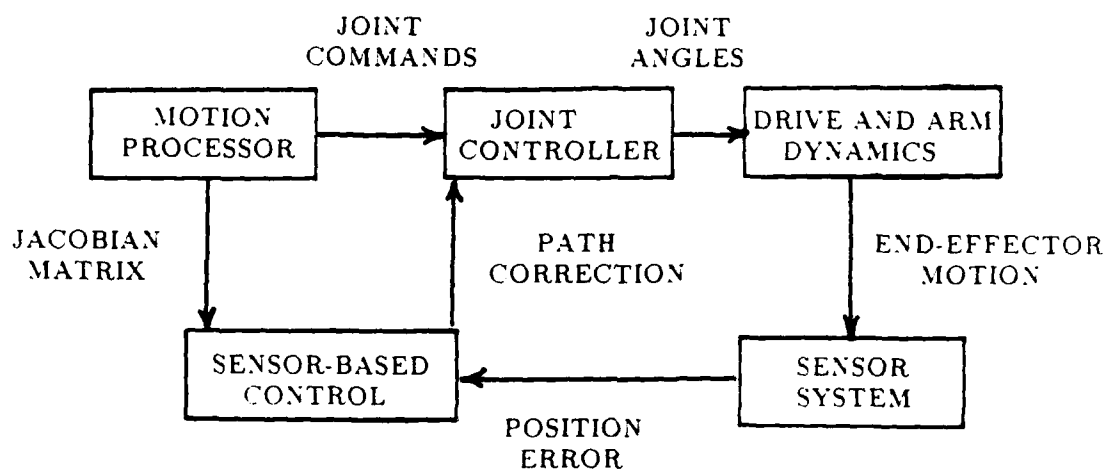 JOINT
COMMANDS
JOINT
ANGLES
MOTION
PROCESSOR
JOINT
CONTROLLER
DRIVE AND ARM
DYNAMICS
JACOBIAN
MATRIX
PATH
CORRECTION
END-EFFECTOR
MOTION
SENSOR-BASED
CONTROL
SENSOR
SYSTEM
POSITION
ERROR